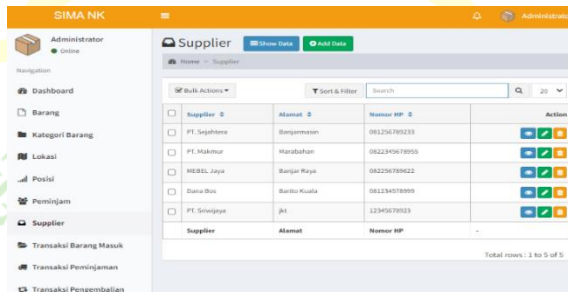 SIMA NK
Administrator
Administrator
Online
Navigation
Dashboard
Barang
Kategori Barang
Lokasi
Posisi
Peminjam
Supplier
Transaksi Barang Masuk
Transaksi Peminjaman
Transaksi Pengembalian
Supplier Show Data Add Data
Home Supplier
Bulk Actions Sort & Filter Search 20
Supplier Alamat Nomor HP Action
PT. Sejahtera Banjarmasin 081256789233
PT. Makmur Marabahan 0822345678955
MEBEL Jaya Banjar Raya 082256789622
Dana Bos Barito Kuala 081234578999
PT. Sriwijaya jkt 12345678923
Supplier Alamat Nomor HP -
Total rows : 1 to 5 of 5